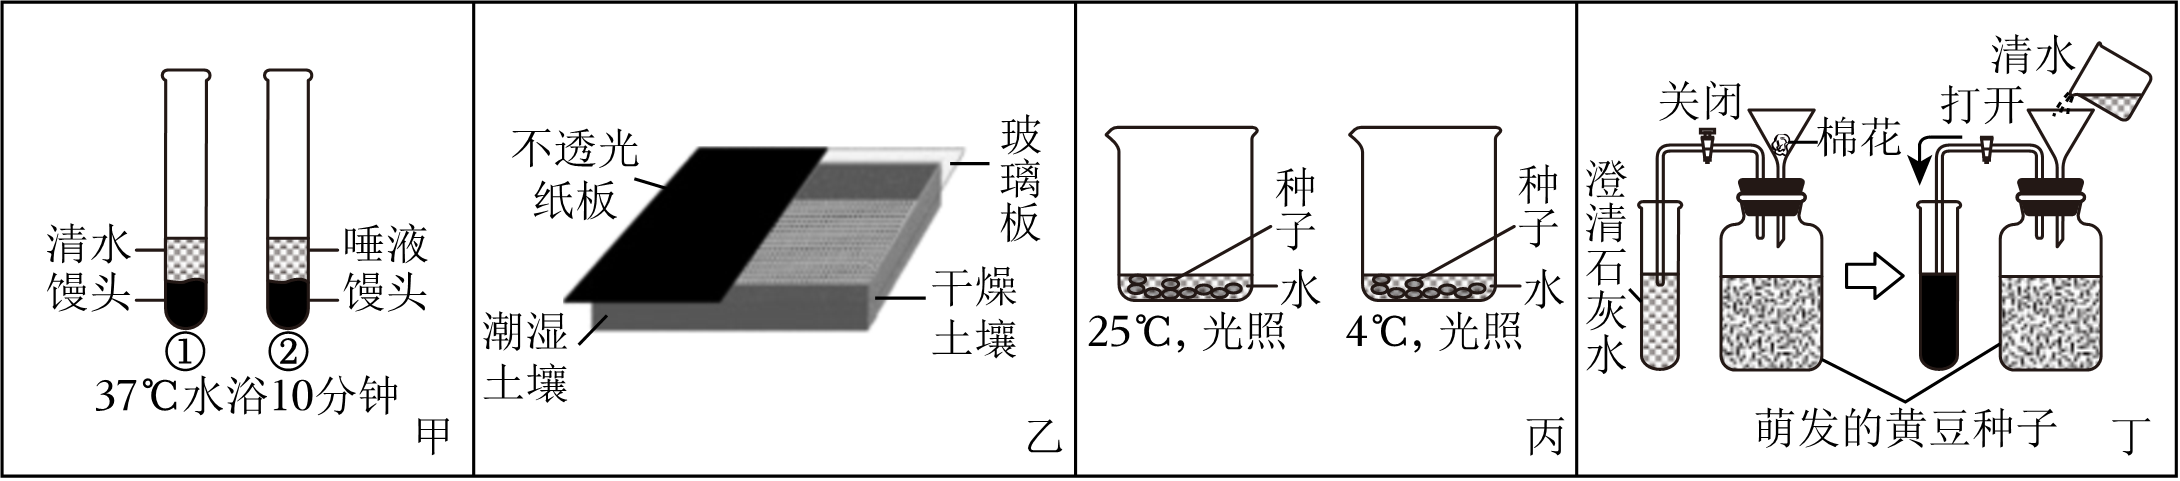 清水
馒头
唾液
馒头
①
②
37℃水浴10分钟
甲
不透光
纸板
玻璃板
干燥
土壤
潮湿
土壤
乙
种子
水
25℃，光照
种子
水
4℃，光照
丙
关闭
棉花
澄清石灰水
清水
打开
萌发的黄豆种子
丁